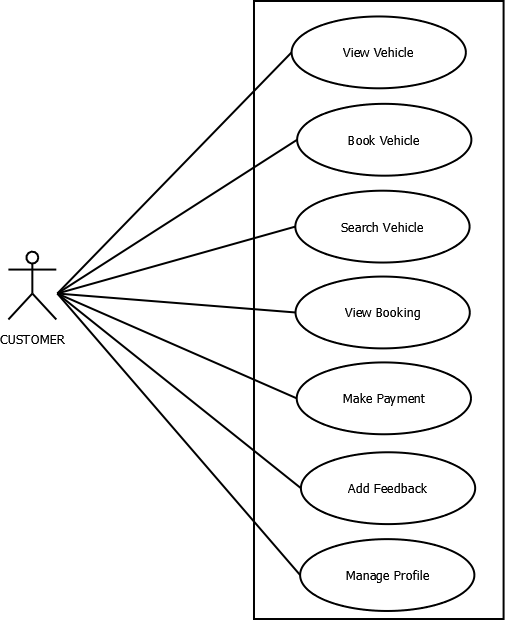 View Vehicle
Book Vehicle
Search Vehicle
View Booking
CUSTOMER
Make Payment
Add Feedback
Manage Profile